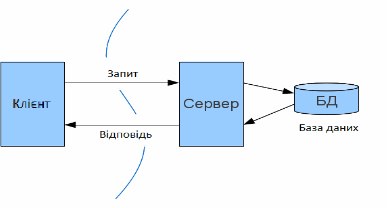 Запит
Клієнт
Сервер
БД
Відповідь
База даних